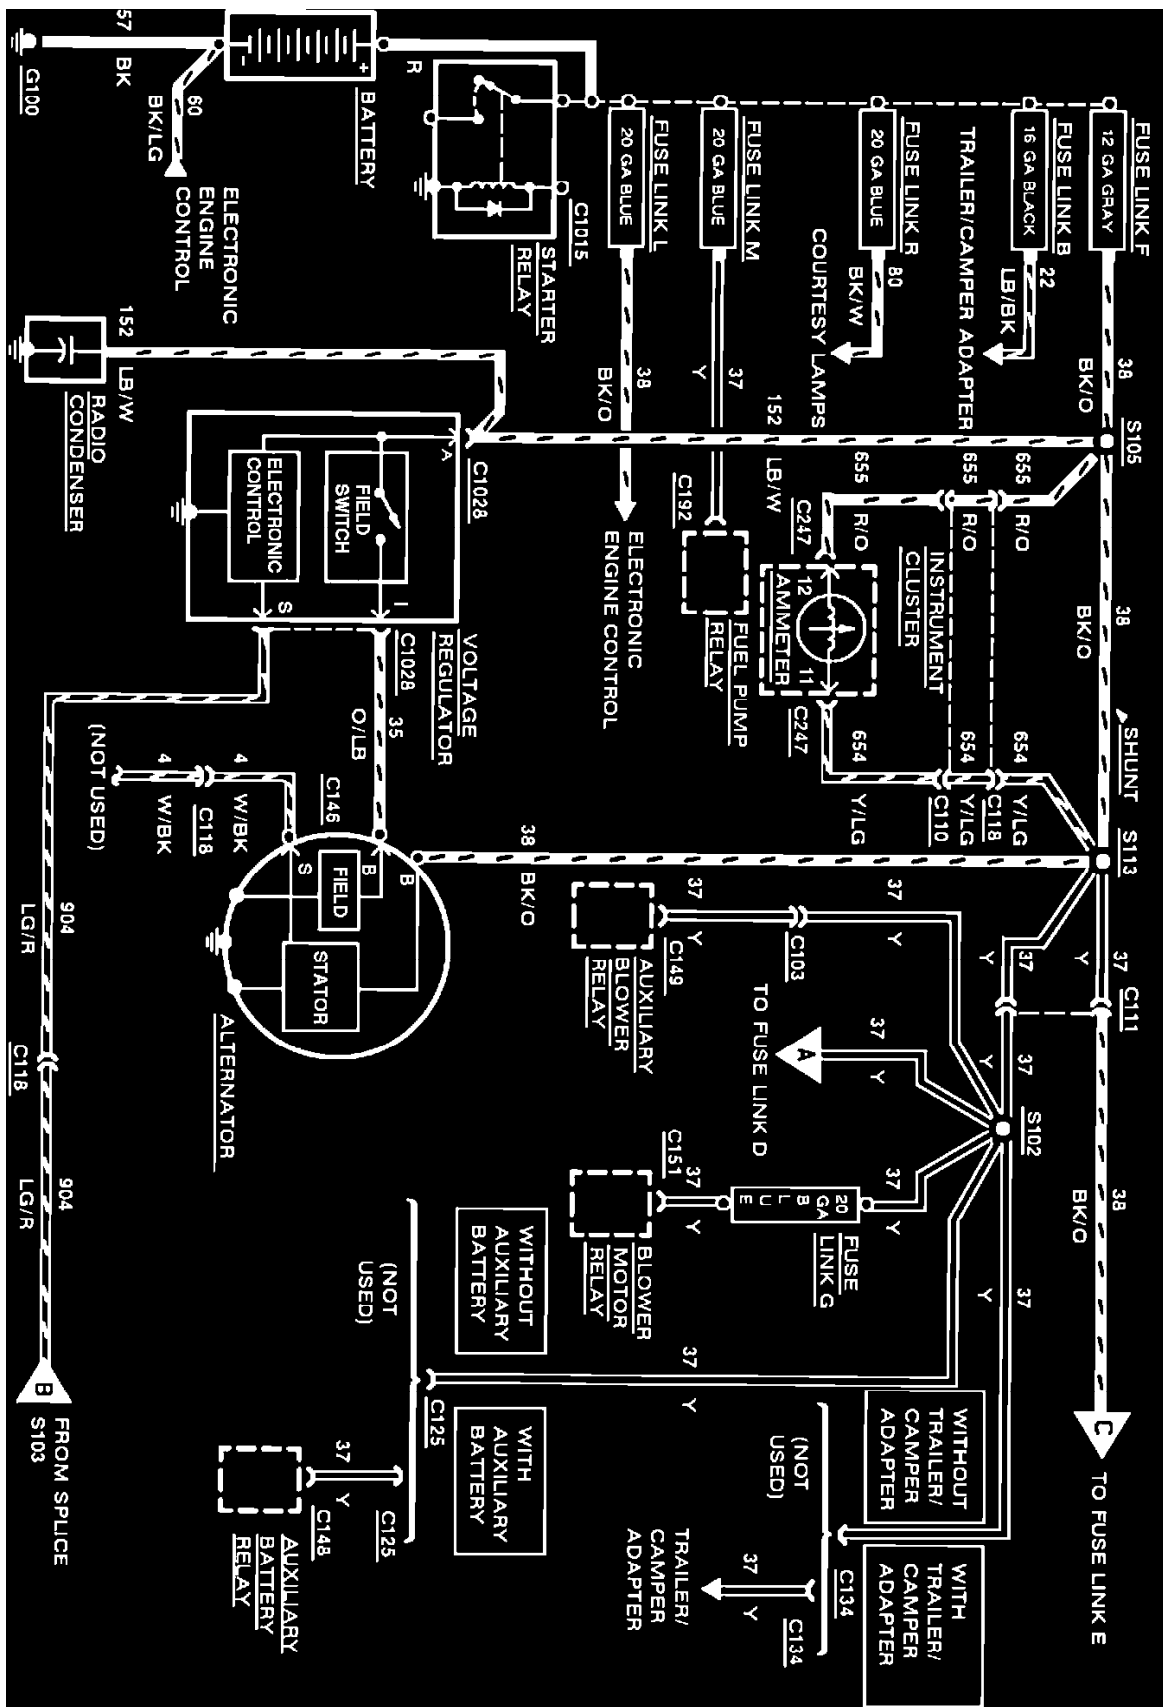 FUSE LINK F
12 GA GRAY
38
BK/O
S105
38
BK/O
SHUNT
S113
37
Y
C111
38
BK/O
C
TO FUSE LINK E
FUSE LINK B
16 GA BLACK
22
LB/BK
TRAILER/CAMPER ADAPTER
655
R/O
655
R/O
655
R/O
INSTRUMENT
CLUSTER
654
Y/LG
C118
654
Y/LG
C110
654
Y/LG
37
Y
37
Y
S102
37
Y
WITHOUT
TRAILER/
CAMPER
ADAPTER
WITH
TRAILER/
CAMPER
ADAPTER
FUSE LINK R
20 GA BLUE
80
BK/W
COURTESY LAMPS
C247
12
AMMETER
11
C247
37
Y
C103
37
Y
C149
AUXILIARY
BLOWER
RELAY
37
Y
A
TO FUSE LINK D
37
Y
FUSE
LINK G
20
GA
BLUE
37
Y
C151
BLOWER
MOTOR
RELAY
(NOT
USED)
C134
C134
37
Y
TRAILER/
CAMPER
ADAPTER
FUSE LINK M
20 GA BLUE
37
Y
152
LB/W
C192
FUEL PUMP
RELAY
FUSE LINK L
20 GA BLUE
38
BK/O
ELECTRONIC
ENGINE CONTROL
38
BK/O
37
Y
WITHOUT
AUXILIARY
BATTERY
WITH
AUXILIARY
BATTERY
C1015
STARTER
RELAY
R
+
-
BATTERY
57
BK
G100
60
BK/LG
ELECTRONIC
ENGINE
CONTROL
C1028
A
FIELD
SWITCH
ELECTRONIC
CONTROL
I
S
C1028
VOLTAGE
REGULATOR
35
O/LB
C146
B
B
S
FIELD
STATOR
ALTERNATOR
(NOT
USED)
C125
C125
37
Y
C148
AUXILIARY
BATTERY
RELAY
152
LB/W
RADIO
CONDENSER
4
W/BK
C118
4
W/BK
(NOT USED)
904
LG/R
C118
904
LG/R
B
FROM SPLICE
S103